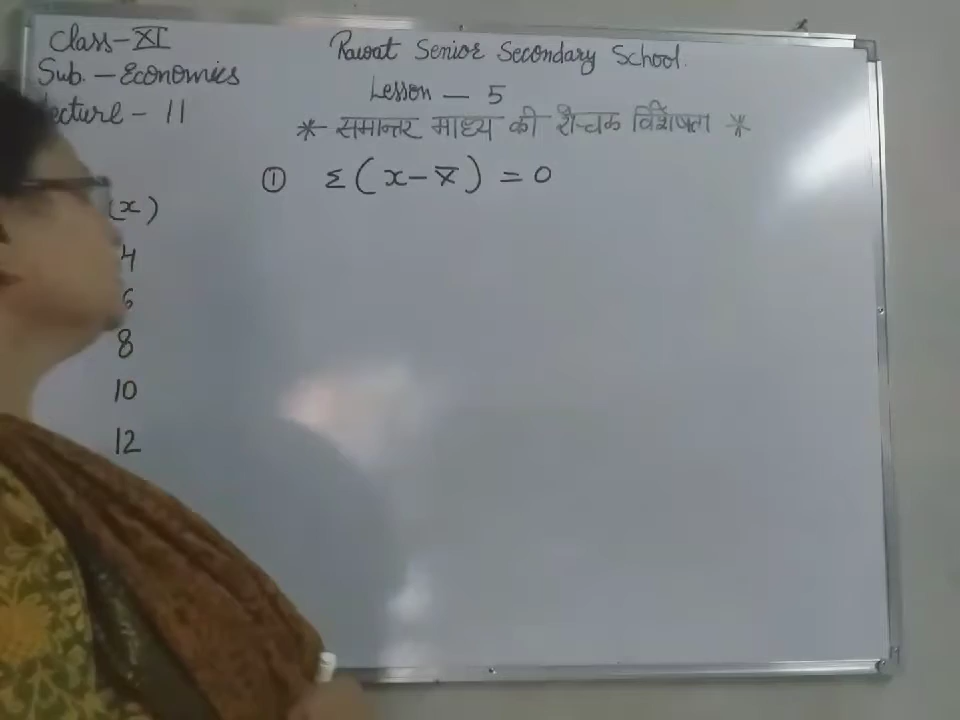 Class-XI
Sub. - Economics
Lecture - 11
Rawat Senior Secondary School.
Lesson - 5
* समान्तर माध्य की रोचक विशेषता *
① Σ(x-x̄) = 0
(x)
4
6
8
10
12